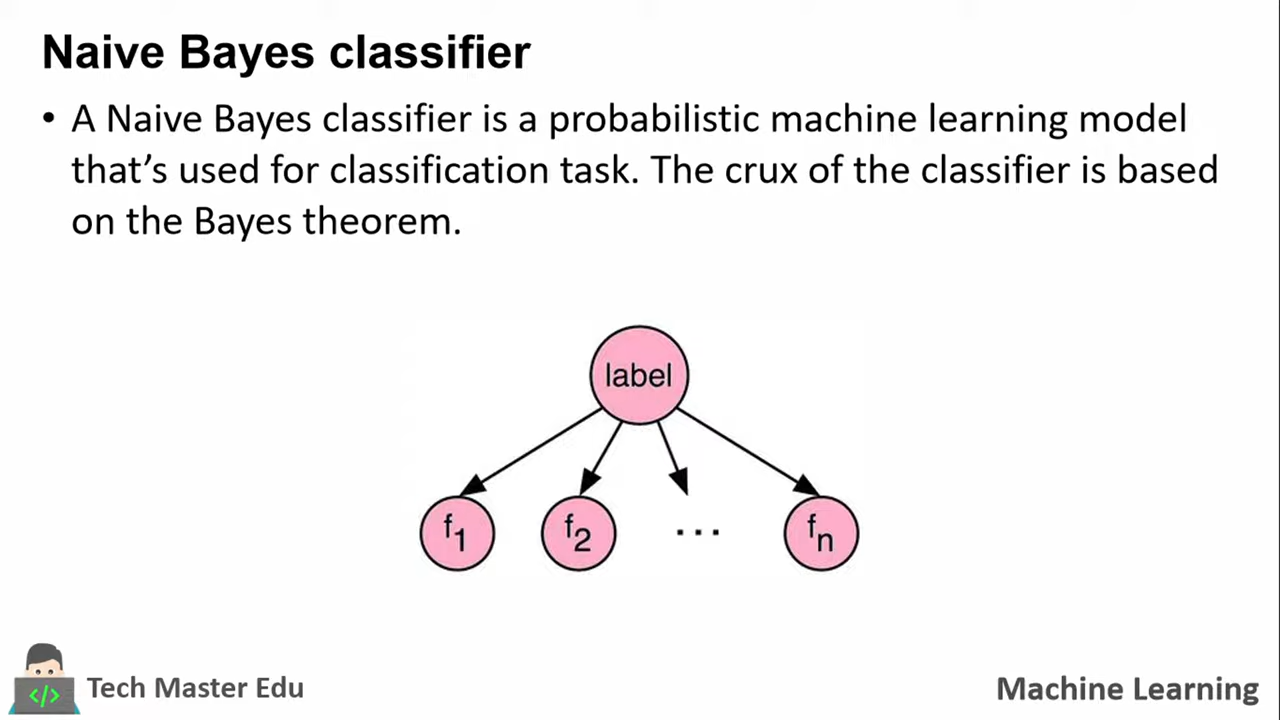 Naive Bayes classifier
• A Naive Bayes classifier is a probabilistic machine learning model
that’s used for classification task. The crux of the classifier is based
on the Bayes theorem.
label
f1 f2 ... fn
</>
Tech Master Edu
Machine Learning